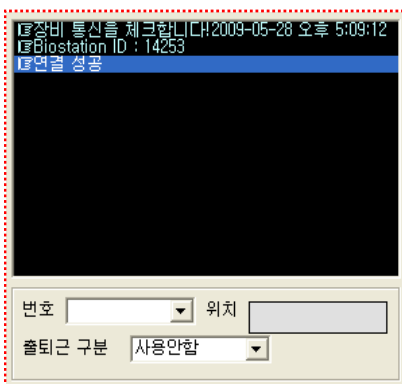 ☞장비 통신을 체크합니다!2009-05-28 오후 5:09:12
☞Biostation ID : 14253
☞연결 성공
번호 위치
출퇴근 구분 사용안함